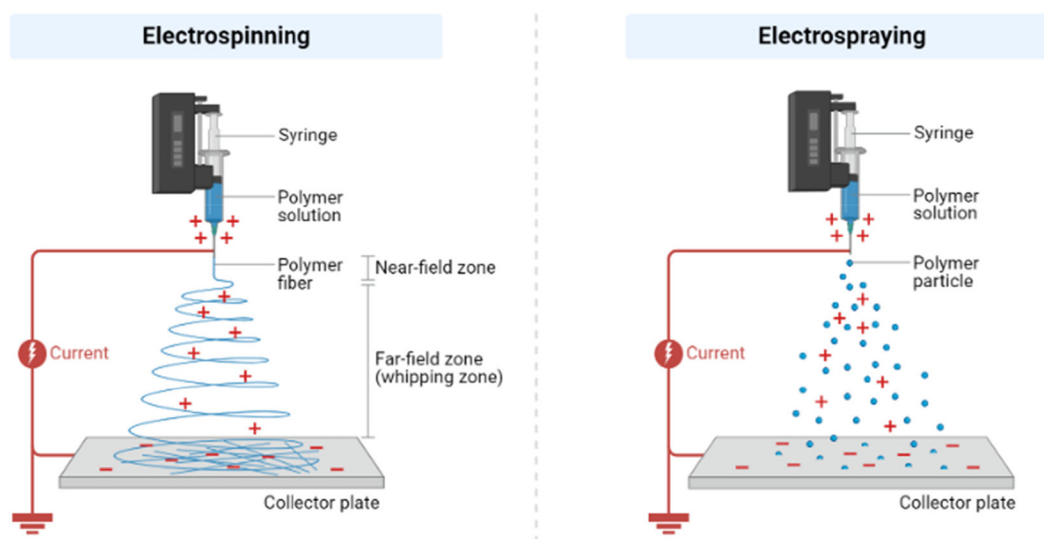 Electrospinning
Syringe
Polymer
solution
Polymer
fiber
Near-field zone
Current
Far-field zone
(whipping zone)
Collector plate
Electrospraying
Syringe
Polymer
solution
Polymer
particle
Current
Collector plate